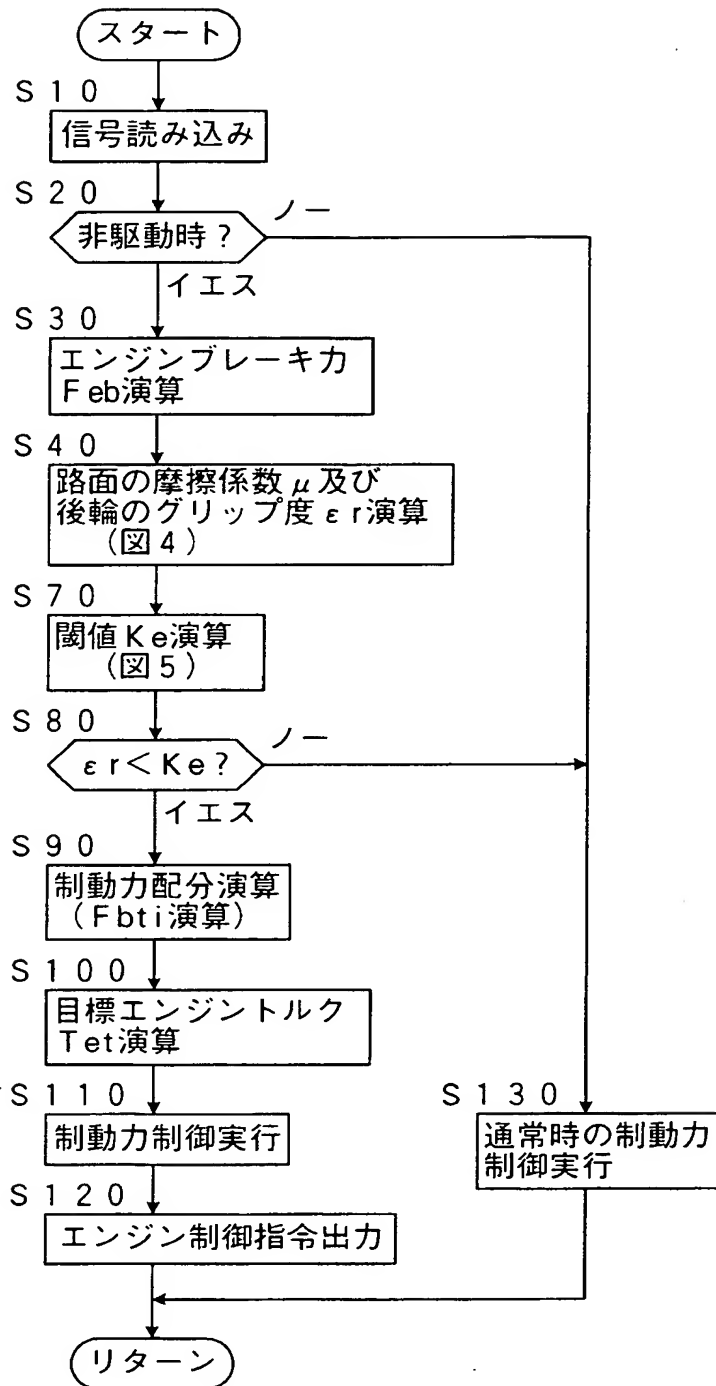 スタート
S10
信号読み込み
S20
非駆動時?
ノー
イエス
S30
エンジンブレーキ力
Feb演算
S40
路面の摩擦係数μ及び
後輪のグリップ度εr演算
(図4)
S70
閾値Ke演算
(図5)
S80
εr<Ke?
ノー
イエス
S90
制動力配分演算
(Fbti演算)
S100
目標エンジントルク
Tet演算
S110
制動力制御実行
S130
通常時の制動力
制御実行
S120
エンジン制御指令出力
リターン